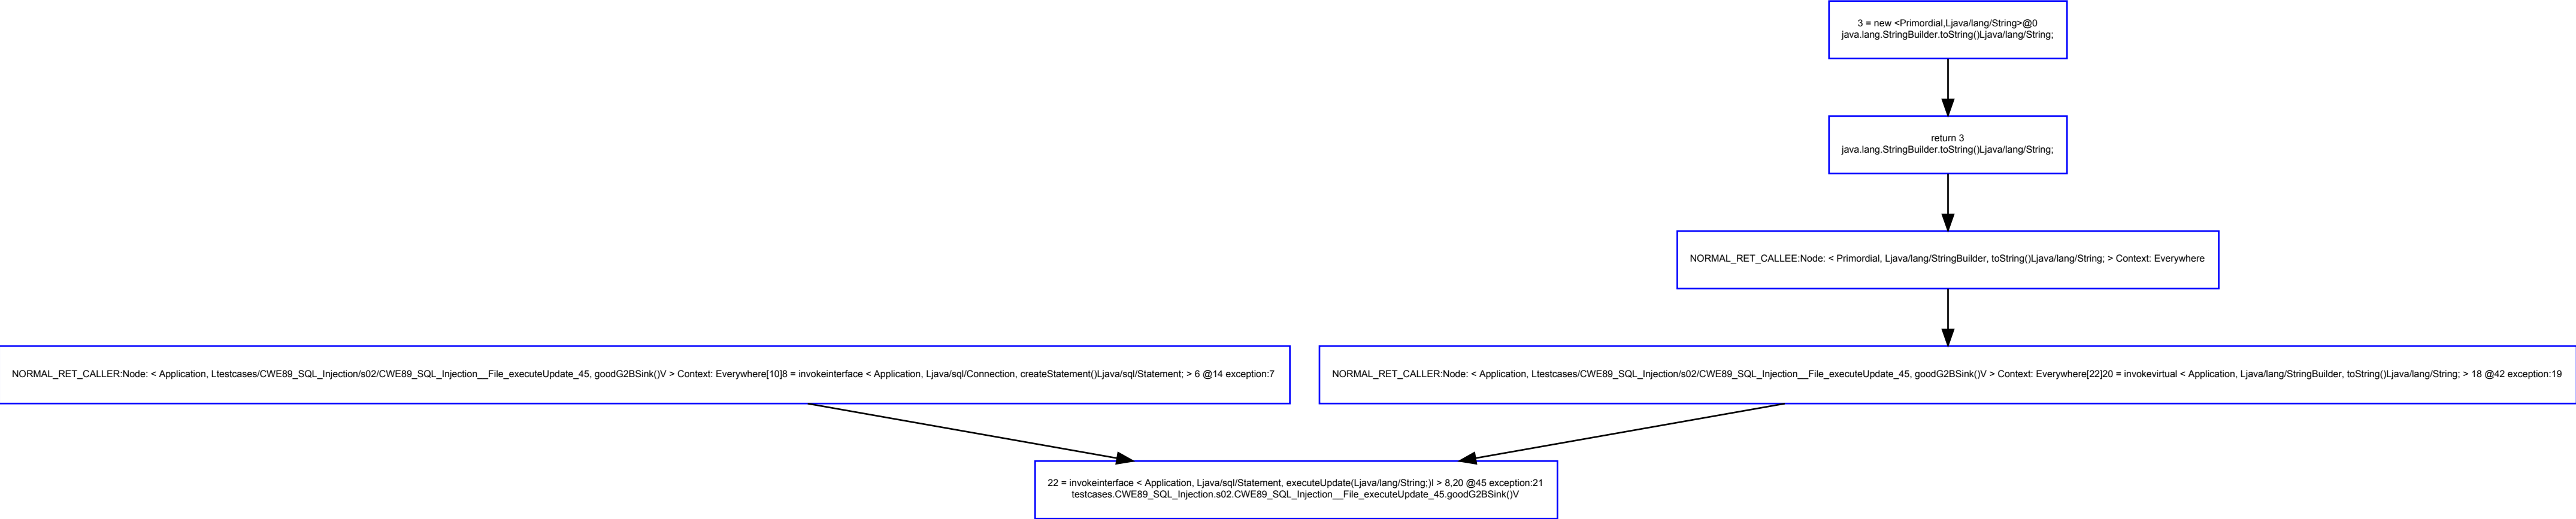 3 = new <Primordial,Ljava/lang/String>@0
java.lang.StringBuilder.toString()Ljava/lang/String;
return 3
java.lang.StringBuilder.toString()Ljava/lang/String;
NORMAL_RET_CALLEE:Node: < Primordial, Ljava/lang/StringBuilder, toString()Ljava/lang/String; > Context: Everywhere
NORMAL_RET_CALLER:Node: < Application, Ltestcases/CWE89_SQL_Injection/s02/CWE89_SQL_Injection__File_executeUpdate_45, goodG2BSink()V > Context: Everywhere[10]8 = invokeinterface < Application, Ljava/sql/Connection, createStatement()Ljava/sql/Statement; > 6 @14 exception:7
NORMAL_RET_CALLER:Node: < Application, Ltestcases/CWE89_SQL_Injection/s02/CWE89_SQL_Injection__File_executeUpdate_45, goodG2BSink()V > Context: Everywhere[22]20 = invokevirtual < Application, Ljava/lang/StringBuilder, toString()Ljava/lang/String; > 18 @42 exception:19
22 = invokeinterface < Application, Ljava/sql/Statement, executeUpdate(Ljava/lang/String;)I > 8,20 @45 exception:21
testcases.CWE89_SQL_Injection.s02.CWE89_SQL_Injection__File_executeUpdate_45.goodG2BSink()V